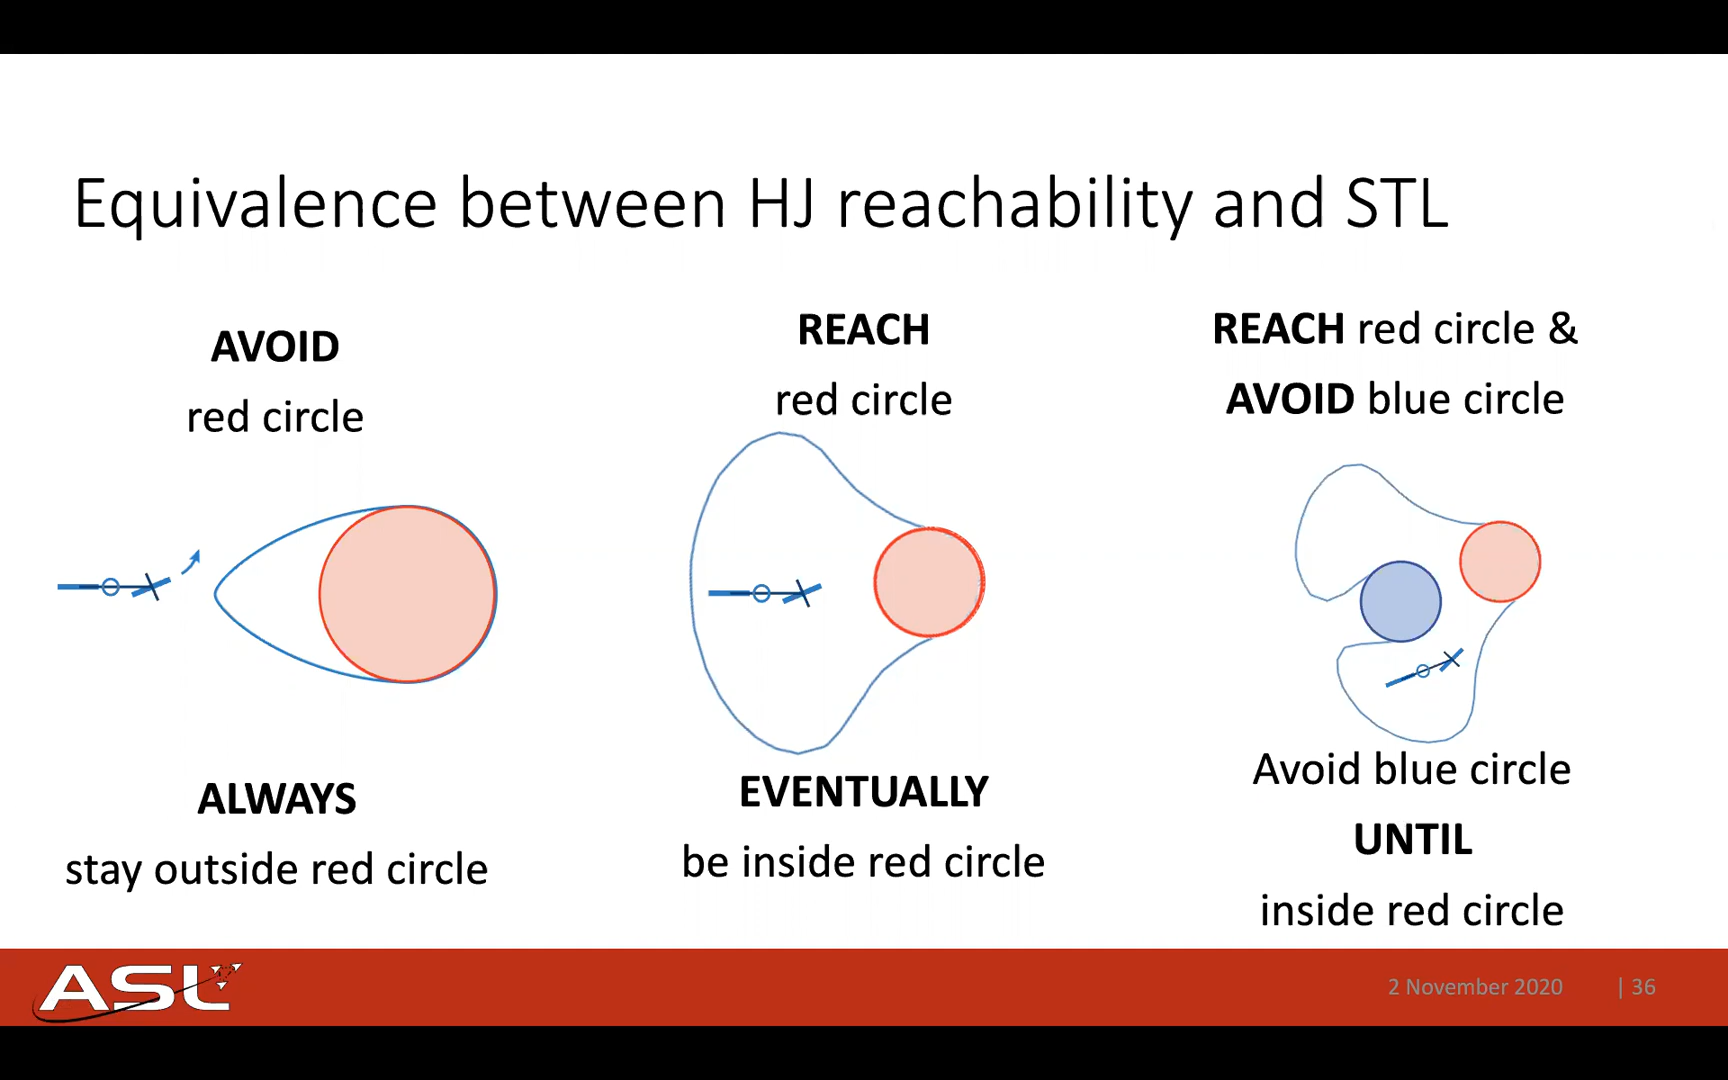 Equivalence between HJ reachability and STL
AVOID
red circle
ALWAYS
stay outside red circle
REACH
red circle
EVENTUALLY
be inside red circle
REACH red circle &
AVOID blue circle
Avoid blue circle
UNTIL
inside red circle
ASL
2 November 2020 | 36